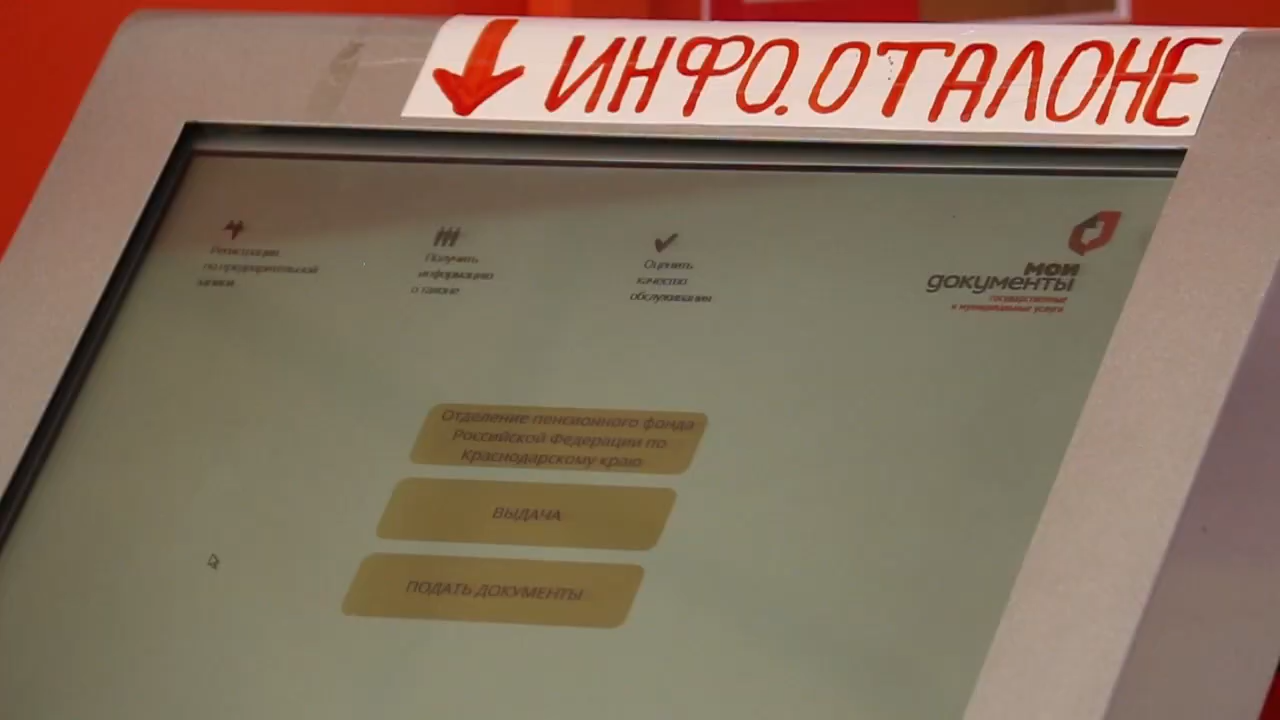 ИНФО.О ТАЛОНЕ
Регистрация
по предварительной
записи
Получить
информацию
о талоне
Оценить
качество
обслуживания
мои
документы
государственные
и муниципальные услуги
Отделение пенсионного фонда
Российской Федерации по
Краснодарскому краю
ВЫДАЧА
ПОДАТЬ ДОКУМЕНТЫ